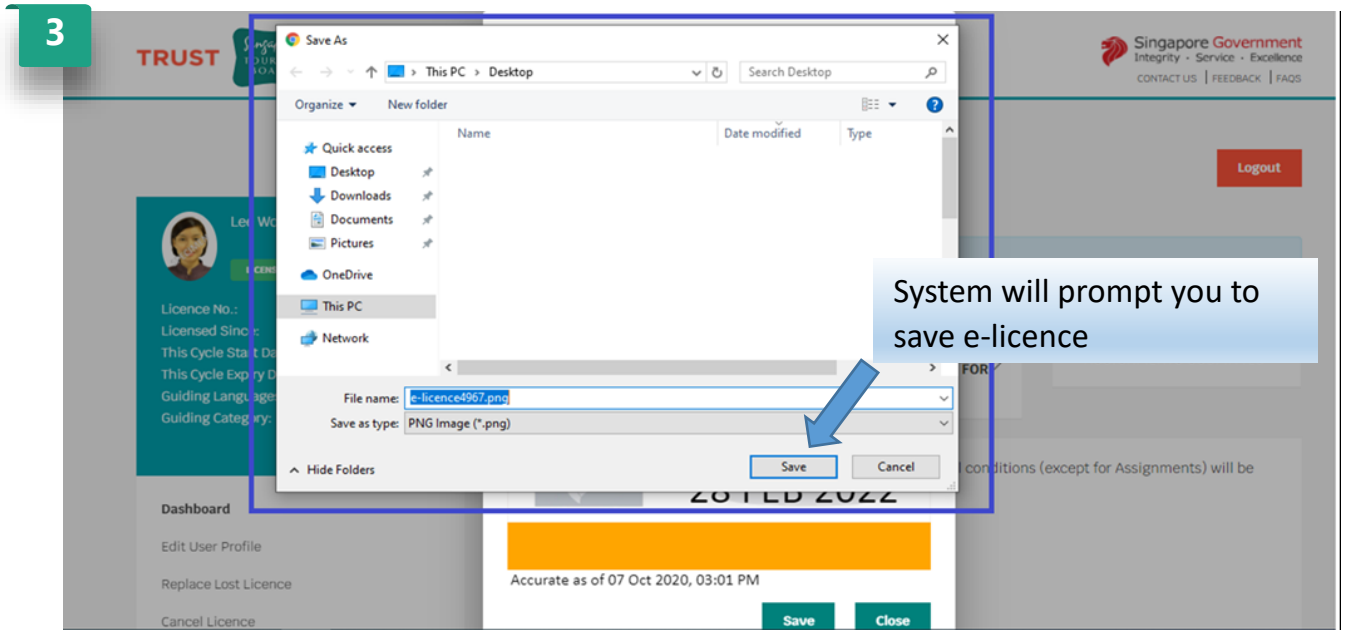 3
TRUST
Save As
This PC > Desktop
Search Desktop
Singapore Government
Integrity · Service · Excellence
CONTACT US | FEEDBACK | FAQS
Organize
New folder
Name
Date modified
Type
Quick access
Desktop
Downloads
Documents
Pictures
OneDrive
This PC
Network
Logout
Licence No.:
Licensed Since:
This Cycle
This Cycle
Guiding
Guiding Category:
System will prompt you to
save e-licence
FOR
File name: e-licence4967.png
Save as type: PNG Image (*.png)
Hide Folders
Save
Cancel
conditions (except for Assignments) will be
28 FEB 2022
Dashboard
Edit User Profile
Replace Lost Licence
Cancel Licence
Accurate as of 07 Oct 2020, 03:01 PM
Save
Close